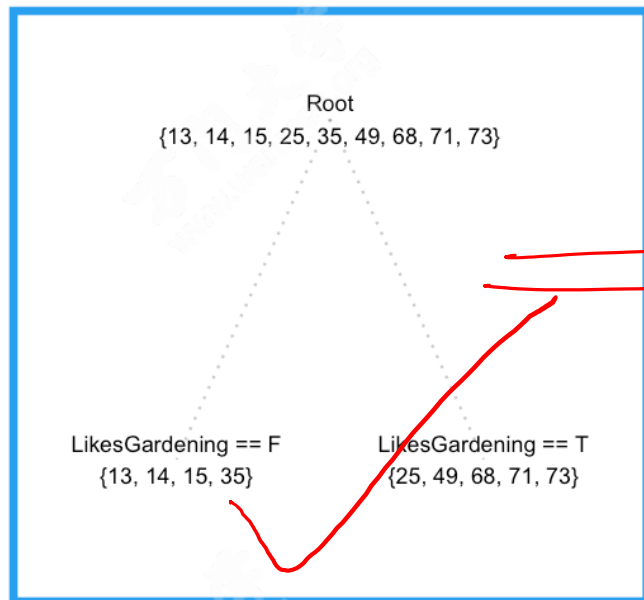 Root
{13, 14, 15, 25, 35, 49, 68, 71, 73}
LikesGardening == F
LikesGardening == T
{13, 14, 15, 35}
{25, 49, 68, 71, 73}